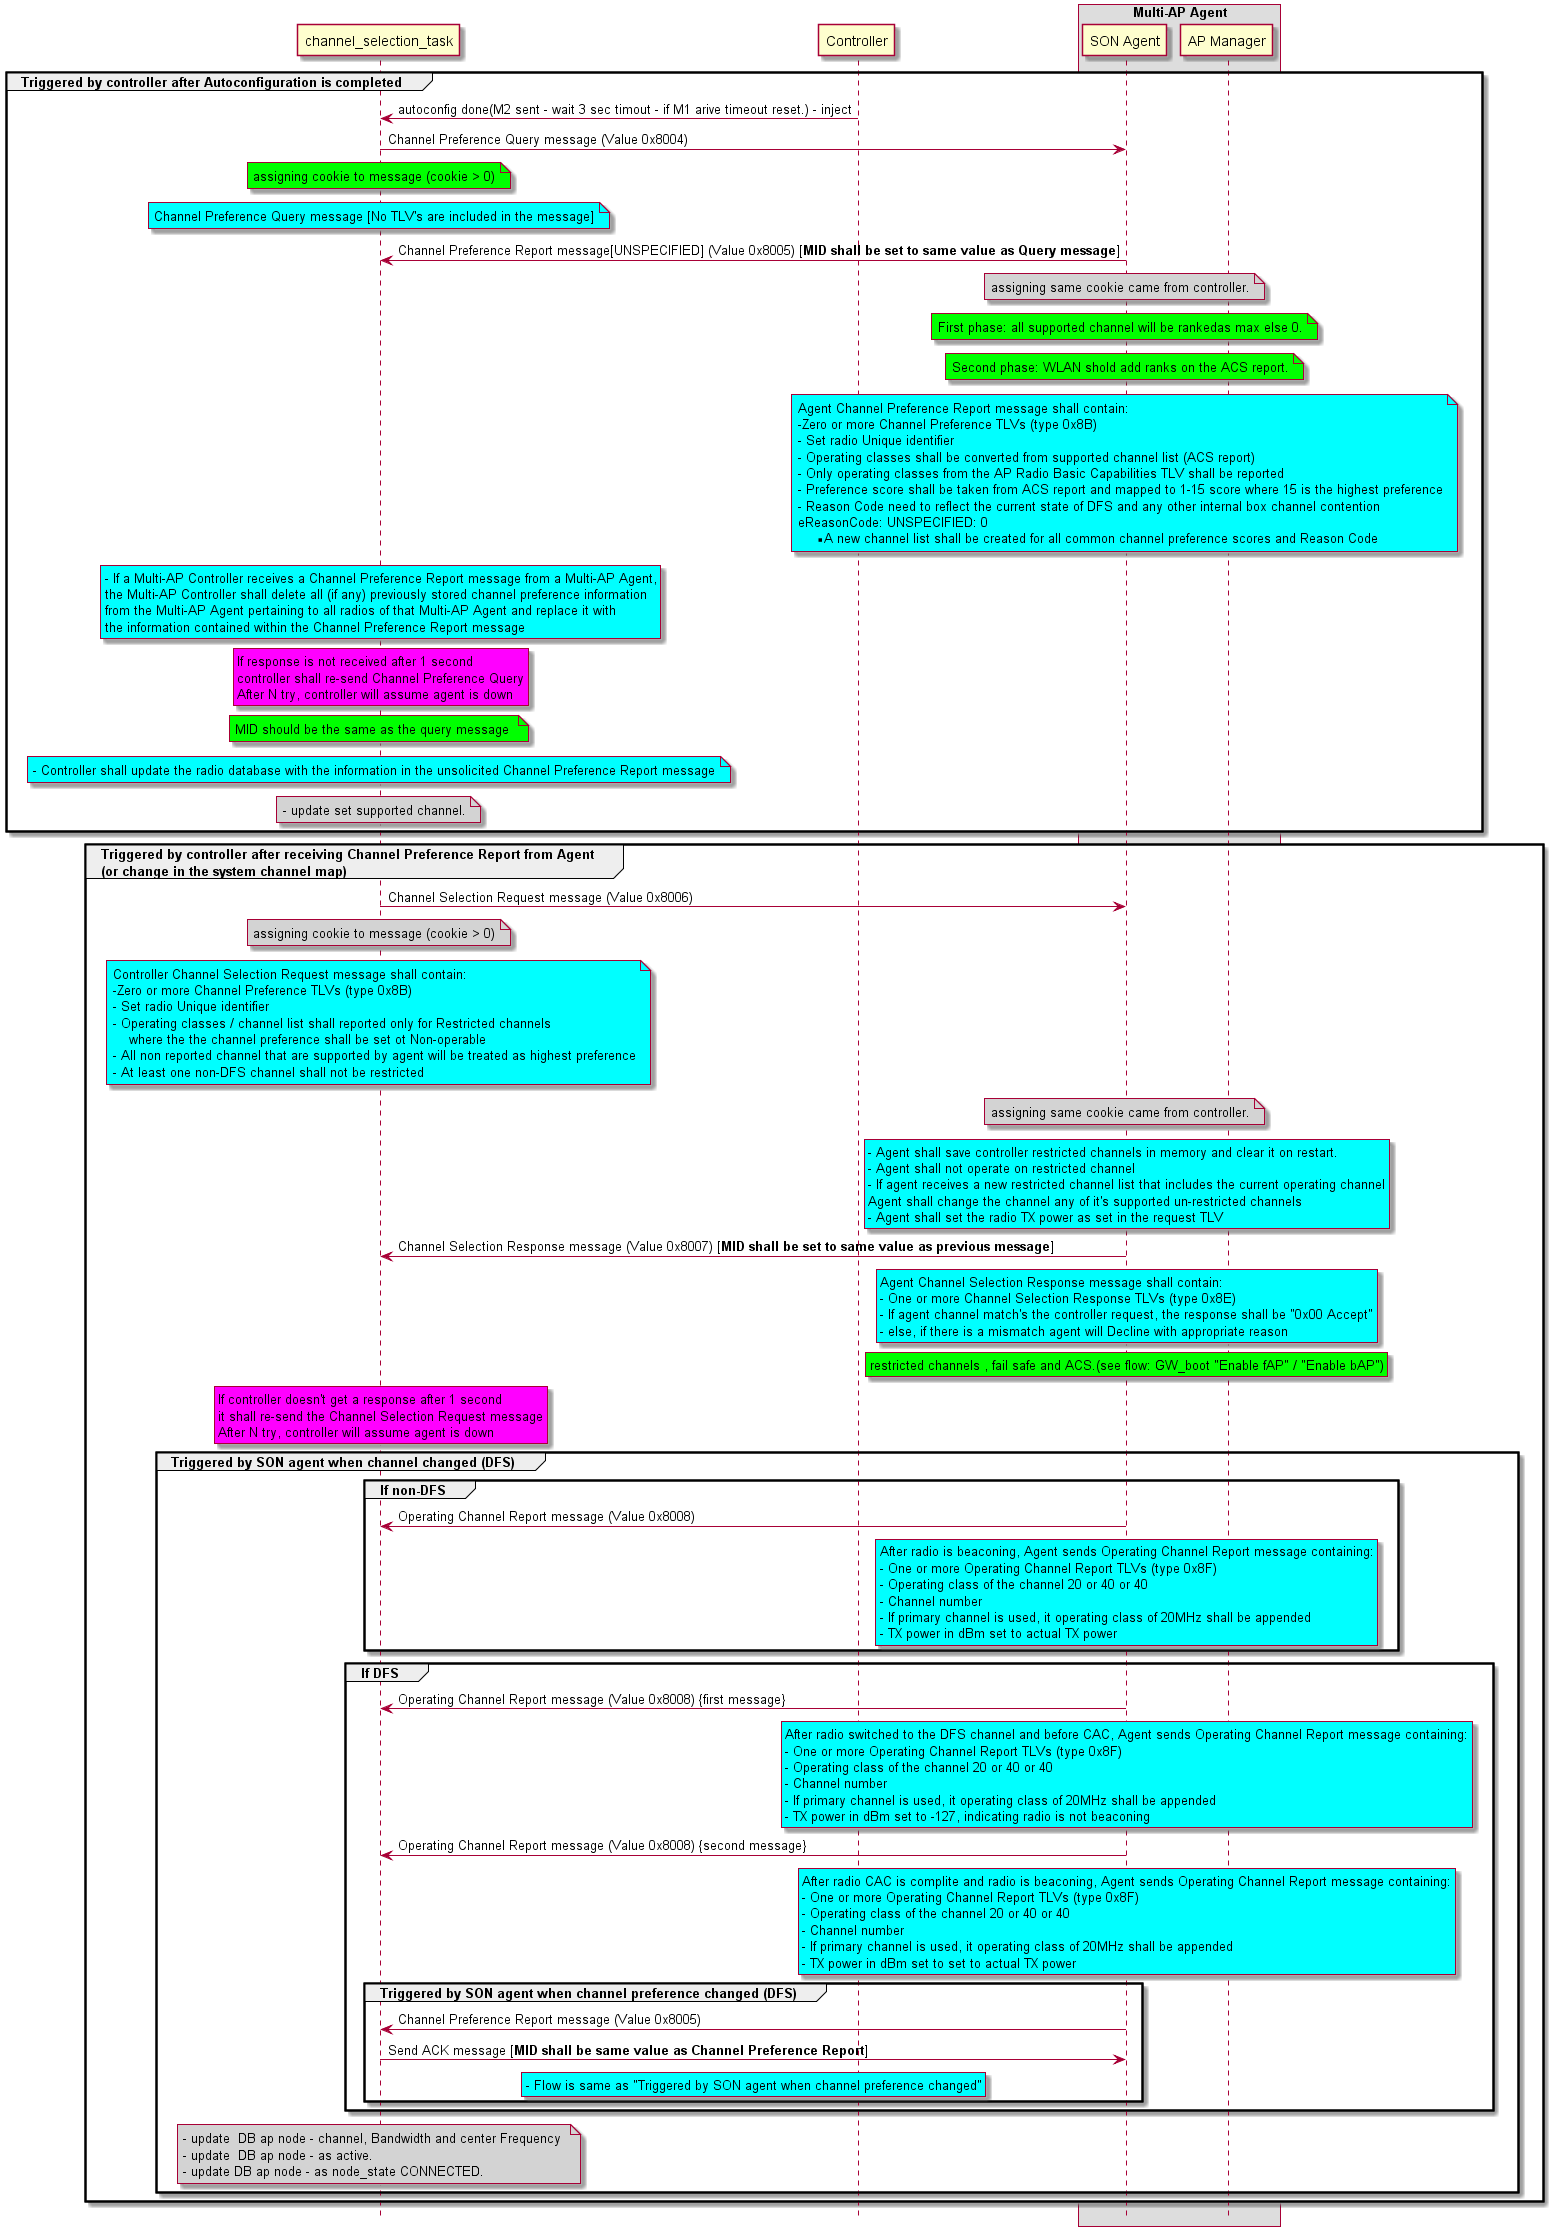 Multi-AP Agent
channel_selection_task
Controller
SON Agent
AP Manager
Triggered by controller after Autoconfiguration is completed
autoconfig done(M2 sent - wait 3 sec timout - if M1 arive timeout reset.) - inject
Channel Preference Query message (Value 0x8004)
assigning cookie to message (cookie > 0)
Channel Preference Query message [No TLV's are included in the message]
Channel Preference Report message[UNSPECIFIED] (Value 0x8005) [MID shall be set to same value as Query message]
assigning same cookie came from controller.
First phase: all supported channel will be rankedas max else 0.
Second phase: WLAN shold add ranks on the ACS report.
Agent Channel Preference Report message shall contain:
-Zero or more Channel Preference TLVs (type 0x8B)
- Set radio Unique identifier
- Operating classes shall be converted from supported channel list (ACS report)
- Only operating classes from the AP Radio Basic Capabilities TLV shall be reported
- Preference score shall be taken from ACS report and mapped to 1-15 score where 15 is the highest preference
- Reason Code need to reflect the current state of DFS and any other internal box channel contention
eReasonCode: UNSPECIFIED: 0
▪A new channel list shall be created for all common channel preference scores and Reason Code
- If a Multi-AP Controller receives a Channel Preference Report message from a Multi-AP Agent,
the Multi-AP Controller shall delete all (if any) previously stored channel preference information
from the Multi-AP Agent pertaining to all radios of that Multi-AP Agent and replace it with
the information contained within the Channel Preference Report message
If response is not received after 1 second
controller shall re-send Channel Preference Query
After N try, controller will assume agent is down
MID should be the same as the query message
- Controller shall update the radio database with the information in the unsolicited Channel Preference Report message
- update set supported channel.
Triggered by controller after receiving Channel Preference Report from Agent
(or change in the system channel map)
Channel Selection Request message (Value 0x8006)
assigning cookie to message (cookie > 0)
Controller Channel Selection Request message shall contain:
-Zero or more Channel Preference TLVs (type 0x8B)
- Set radio Unique identifier
- Operating classes / channel list shall reported only for Restricted channels
where the the channel preference shall be set ot Non-operable
- All non reported channel that are supported by agent will be treated as highest preference
- At least one non-DFS channel shall not be restricted
assigning same cookie came from controller.
- Agent shall save controller restricted channels in memory and clear it on restart.
- Agent shall not operate on restricted channel
- If agent receives a new restricted channel list that includes the current operating channel
Agent shall change the channel any of it's supported un-restricted channels
- Agent shall set the radio TX power as set in the request TLV
Channel Selection Response message (Value 0x8007) [MID shall be set to same value as previous message]
Agent Channel Selection Response message shall contain:
- One or more Channel Selection Response TLVs (type 0x8E)
- If agent channel match's the controller request, the response shall be "0x00 Accept"
- else, if there is a mismatch agent will Decline with appropriate reason
restricted channels , fail safe and ACS.(see flow: GW_boot "Enable fAP" / "Enable bAP")
If controller doesn't get a response after 1 second
it shall re-send the Channel Selection Request message
After N try, controller will assume agent is down
Triggered by SON agent when channel changed (DFS)
If non-DFS
Operating Channel Report message (Value 0x8008)
After radio is beaconing, Agent sends Operating Channel Report message containing:
- One or more Operating Channel Report TLVs (type 0x8F)
- Operating class of the channel 20 or 40 or 40
- Channel number
- If primary channel is used, it operating class of 20MHz shall be appended
- TX power in dBm set to actual TX power
If DFS
Operating Channel Report message (Value 0x8008) {first message}
After radio switched to the DFS channel and before CAC, Agent sends Operating Channel Report message containing:
- One or more Operating Channel Report TLVs (type 0x8F)
- Operating class of the channel 20 or 40 or 40
- Channel number
- If primary channel is used, it operating class of 20MHz shall be appended
- TX power in dBm set to -127, indicating radio is not beaconing
Operating Channel Report message (Value 0x8008) {second message}
After radio CAC is complite and radio is beaconing, Agent sends Operating Channel Report message containing:
- One or more Operating Channel Report TLVs (type 0x8F)
- Operating class of the channel 20 or 40 or 40
- Channel number
- If primary channel is used, it operating class of 20MHz shall be appended
- TX power in dBm set to set to actual TX power
Triggered by SON agent when channel preference changed (DFS)
Channel Preference Report message (Value 0x8005)
Send ACK message [MID shall be same value as Channel Preference Report]
- Flow is same as "Triggered by SON agent when channel preference changed"
- update  DB ap node - channel, Bandwidth and center Frequency
- update  DB ap node - as active.
- update DB ap node - as node_state CONNECTED.